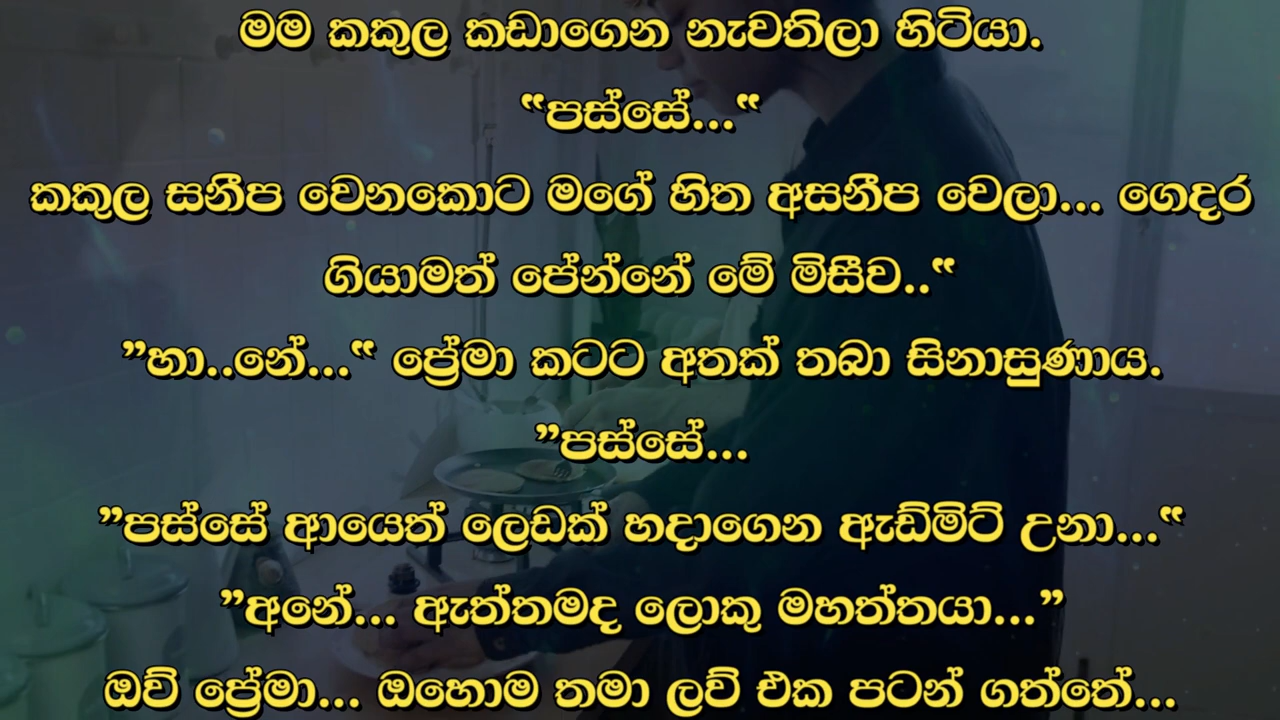 මම කකුල කඩාගෙන නැවතිලා හිටියා.
“පස්සේ...“
කකුල සනීප වෙනකොට මගේ හිත අසනීප වෙලා... ගෙදර
ගියාමත් පේන්නේ මේ මිසීව..“
”හා..නේ...“ ප්‍රේමා කටට අතක් තබා සිනාසුණාය.
”පස්සේ...
”පස්සේ ආයෙත් ලෙඩක් හදාගෙන ඇඩ්මිට් උනා...“
”අනේ... ඇත්තමද ලොකු මහත්තයා...”
ඔව් ප්‍රේමා... ඔහොම තමා ලව් එක පටන් ගත්තේ...